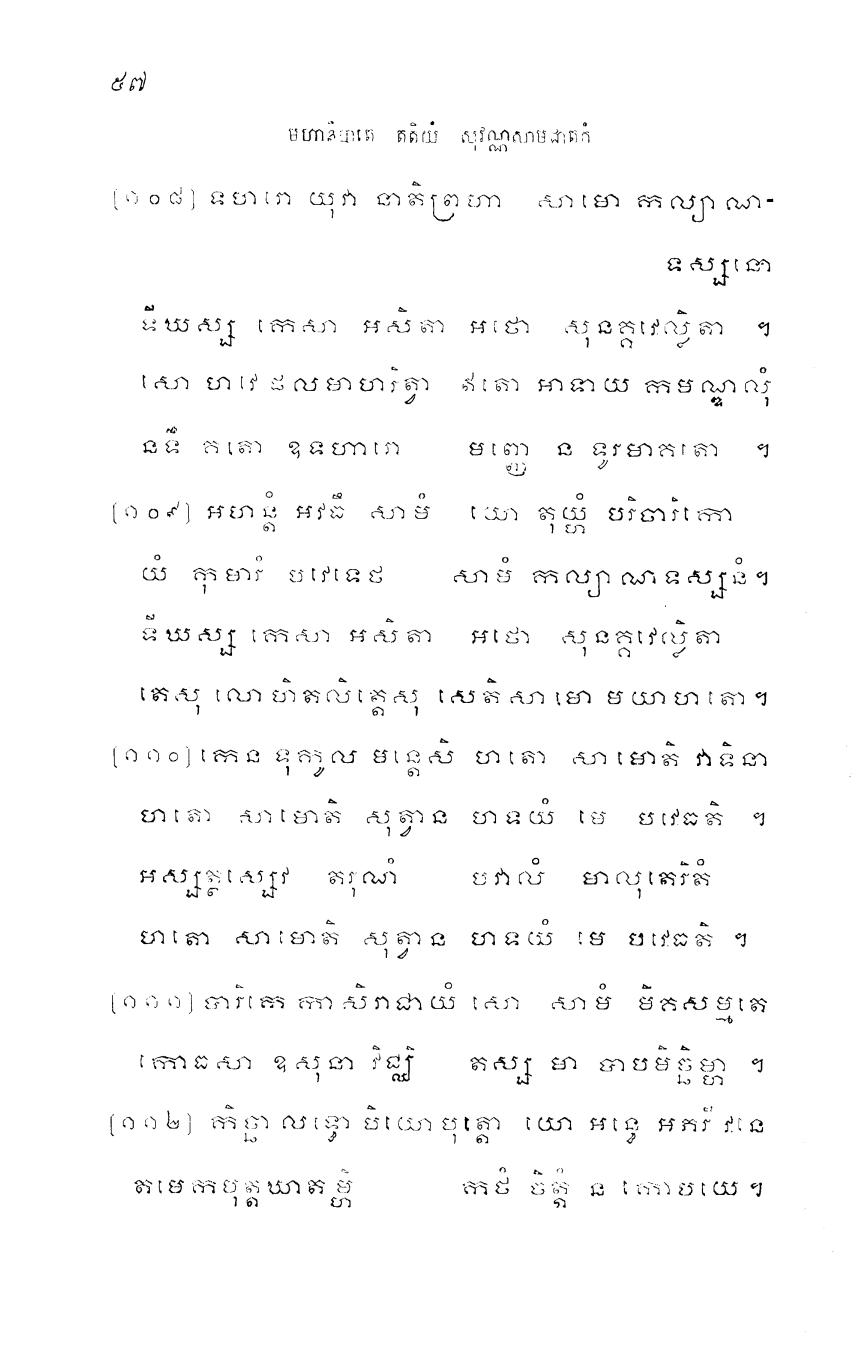 ៥៧
មហានិបាតេ តតិយំ សុវណ្ណសាមជាតកំ
[១០៨] ទហរោ យុវា នាតិព្រហា សាមោ កល្យាណ-
ទស្សនោ
ទីឃស្ស កេសា អសិតា អថោ សុនគ្គវេល្លិតា ។
សោ ហវេ ផលមាហរិត្វា ឥតោ អាទាយ កមណ្ឌលុំ
នទឹ គតោ ឧទហារោ មញ្ញេ ន ទូរមាគតោ ។
[១០៩] អហន្តំ អវធឹ សាមំ យោ តុយ្ហំ បរិចារិកោ
យំ កុមារំ បវេទេថ សាមំ កល្យាណទស្សនំ។
ទីឃស្ស កេសា អសិតា អថោ សុនគ្គវេល្លិតា
តេសុ លោហិតលិត្តេសុ សេតិ សាមោ មយា ហតោ។
[១១០] កេន ទុកូល មន្តេសិ ហតោ សាមោតិ វាទិនា
ហតោ សាមោតិ សុត្វាន ហទយំ មេ បវេធតិ ។
អស្សត្ថស្សេវ តរុណំ បវាលំ មាលុតេរិតំ
ហតោ សាមោតិ សុត្វាន ហទយំ មេ បវេធតិ ។
[១១១] បារិកេ កាសិរាជាយំ សោ សាមំ មិគសម្មតេ
កោធសា ឧសុនា វិជ្ឈិ តស្ស មា បាបមិច្ឆិម្ហា ។
[១១២] កិច្ឆា លទ្ធោ បិយោ បុត្តោ យោ អន្ធេ អភរី វនេ
តមេកបុត្តឃាតម្ហិ កថំ ចិត្តំ ន កោបយេ។